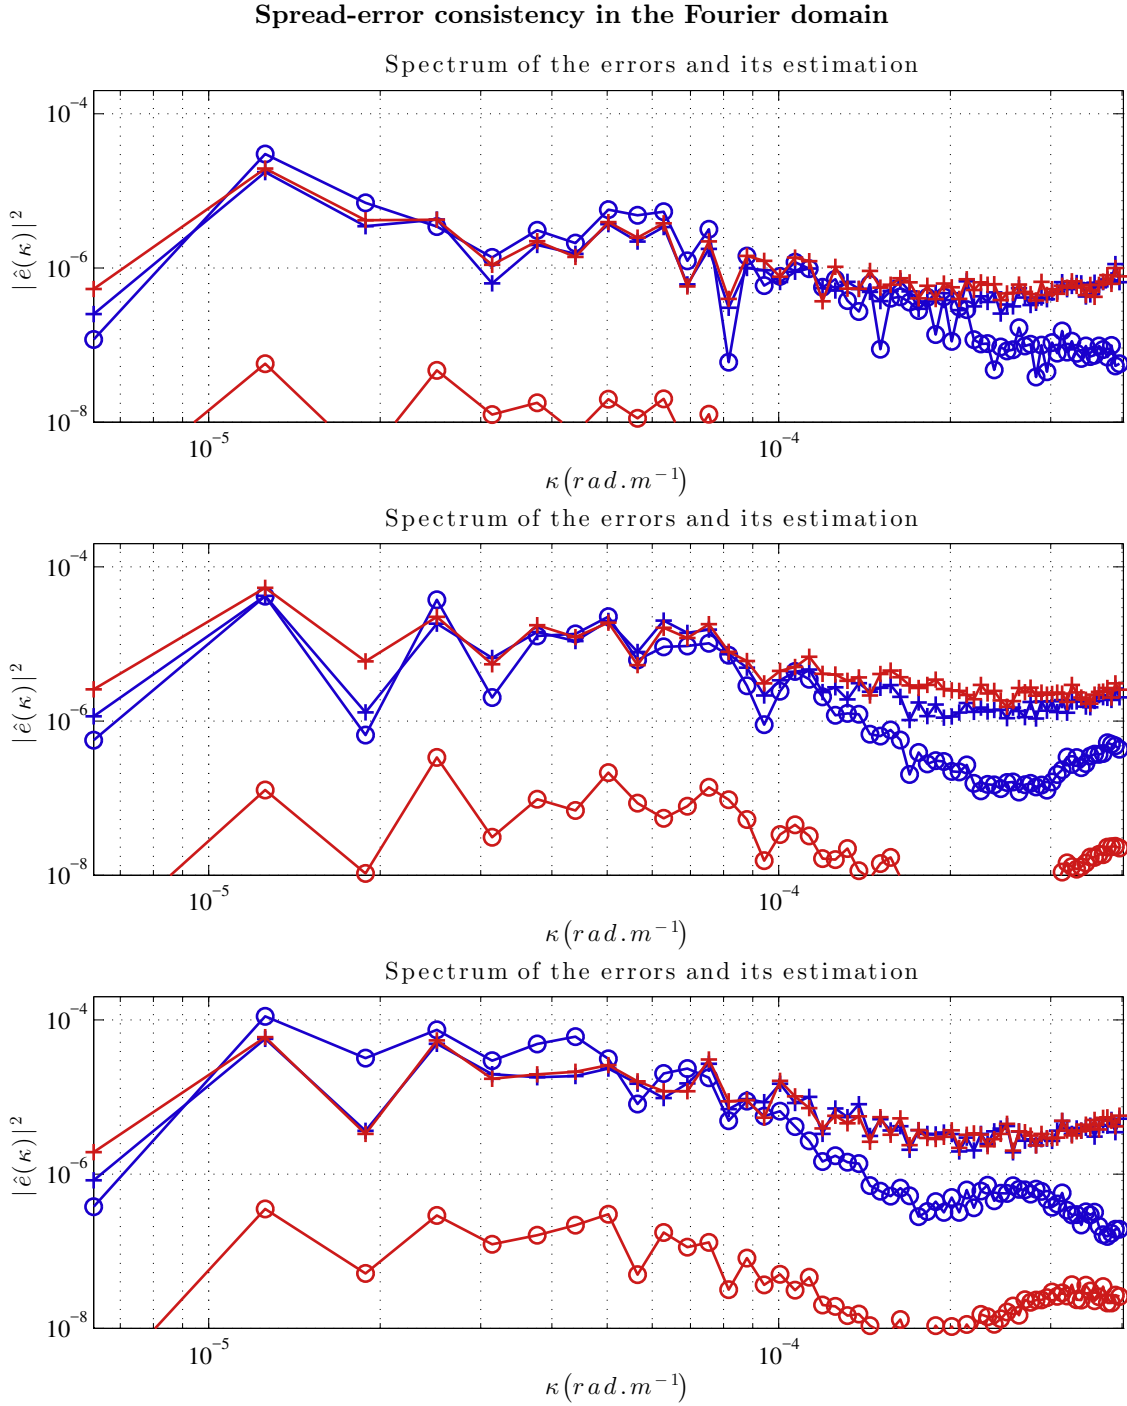 Spread-error consistency in the Fourier domain
Spectrum of the errors and its estimation
|ê(κ)|²
10⁻⁴
10⁻⁶
10⁻⁸
10⁻⁵
10⁻⁴
κ(rad.m⁻¹)
Spectrum of the errors and its estimation
|ê(κ)|²
10⁻⁴
10⁻⁶
10⁻⁸
10⁻⁵
10⁻⁴
κ(rad.m⁻¹)
Spectrum of the errors and its estimation
|ê(κ)|²
10⁻⁴
10⁻⁶
10⁻⁸
10⁻⁵
10⁻⁴
κ(rad.m⁻¹)